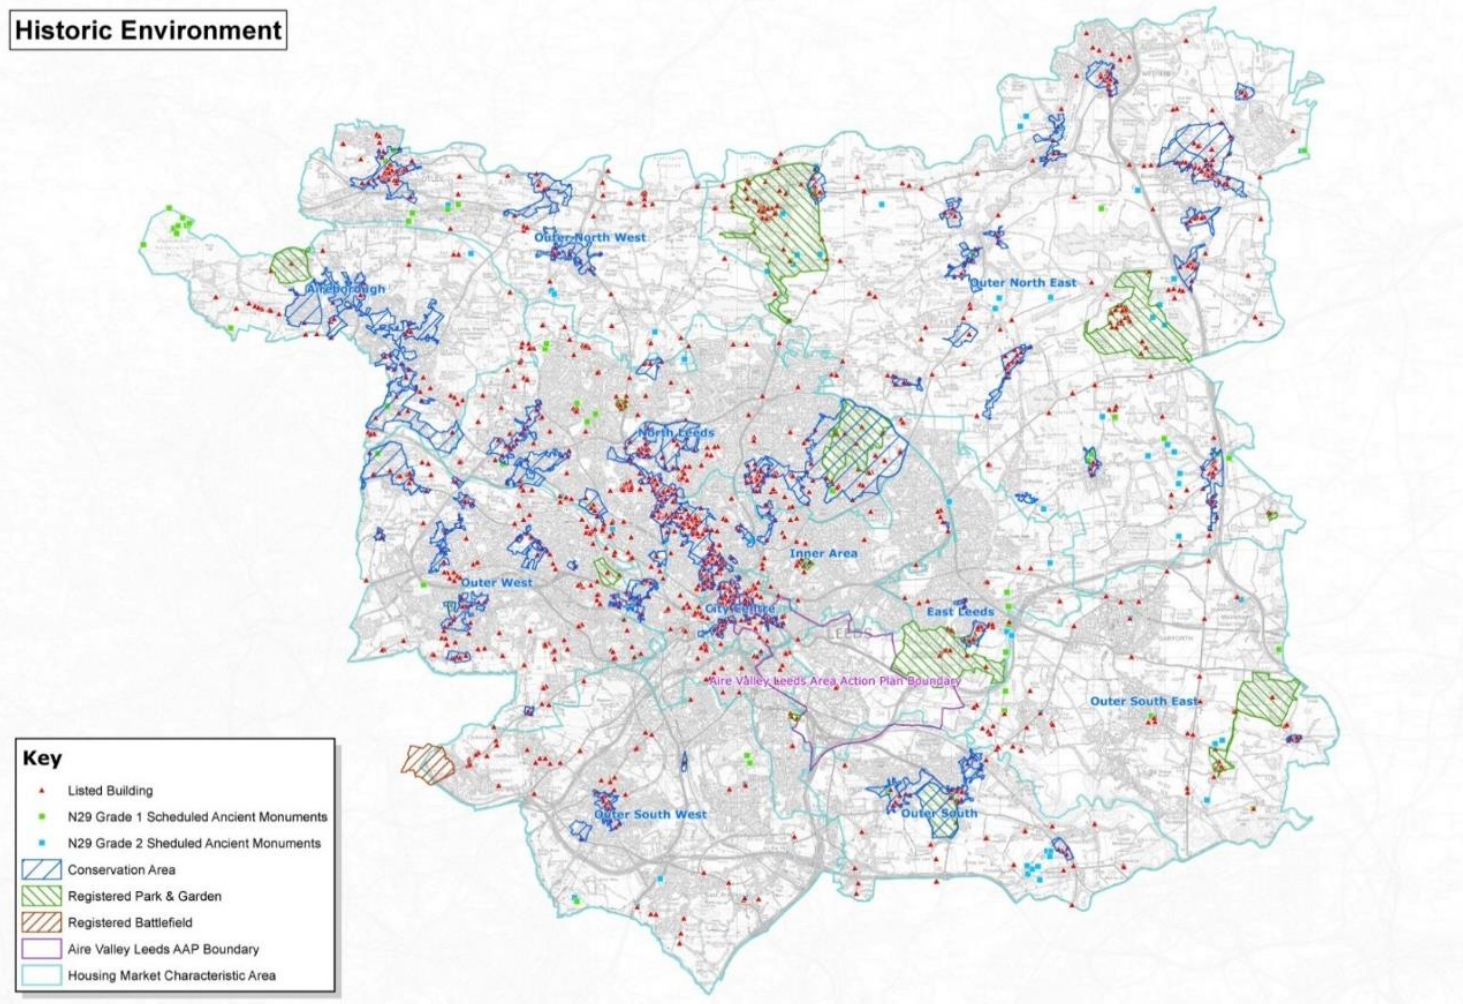 Historic Environment
Outer North West
Aireborough
Outer North East
North Leeds
Inner Area
Outer West
City Centre
East Leeds
LEEDS
Aire Valley Leeds Area Action Plan Boundary
Outer South East
GARFORTH
Outer South West
Outer South
Key
Listed Building
N29 Grade 1 Scheduled Ancient Monuments
N29 Grade 2 Sheduled Ancient Monuments
Conservation Area
Registered Park & Garden
Registered Battlefield
Aire Valley Leeds AAP Boundary
Housing Market Characteristic Area